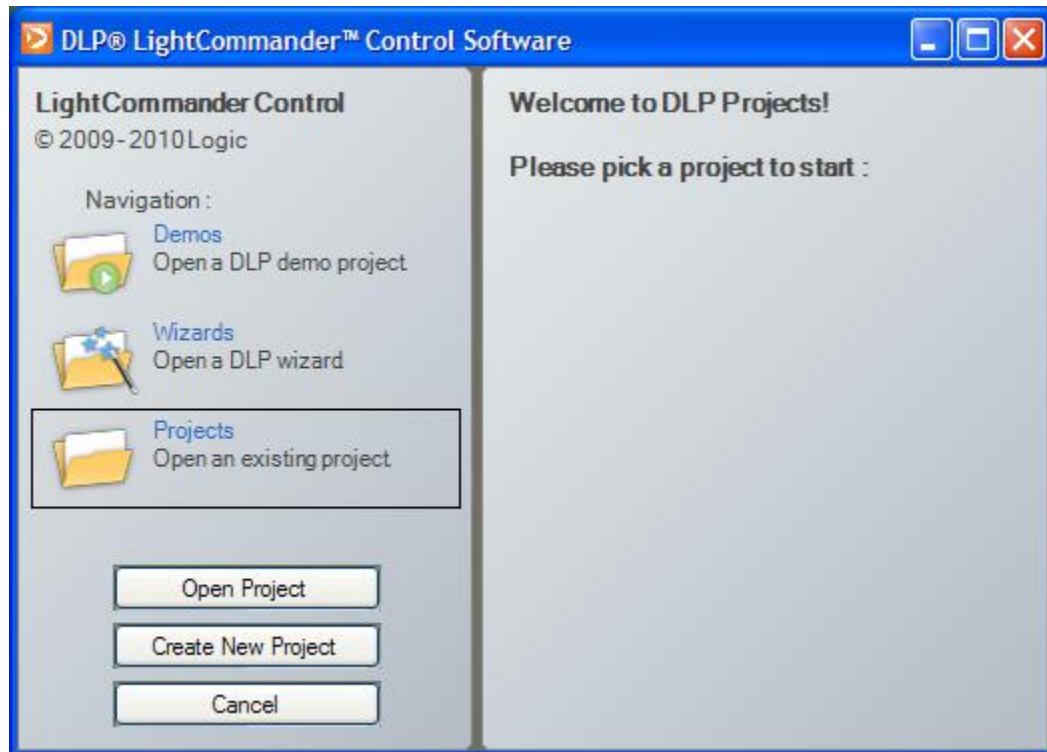 DLP® LightCommander™ Control Software
LightCommander Control
© 2009-2010 Logic
Navigation :
Demos
Open a DLP demo project
Wizards
Open a DLP wizard
Projects
Open an existing project
Open Project
Create New Project
Cancel
Welcome to DLP Projects!
Please pick a project to start :